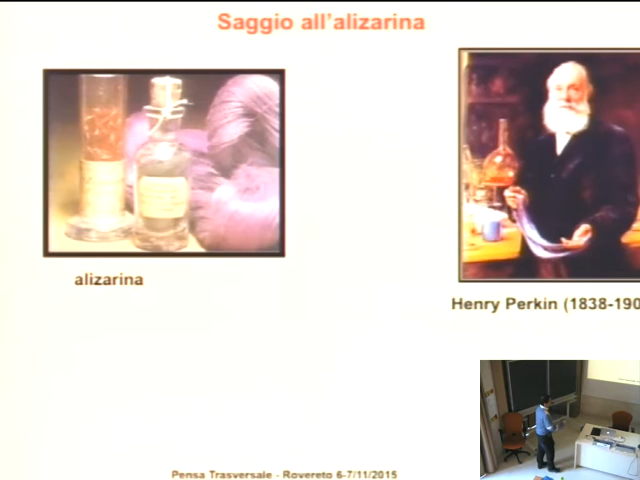 Saggio all'alizarina
alizarina
Henry Perkin (1838-190
Pensa Trasversale - Rovereto 6-7/11/2015